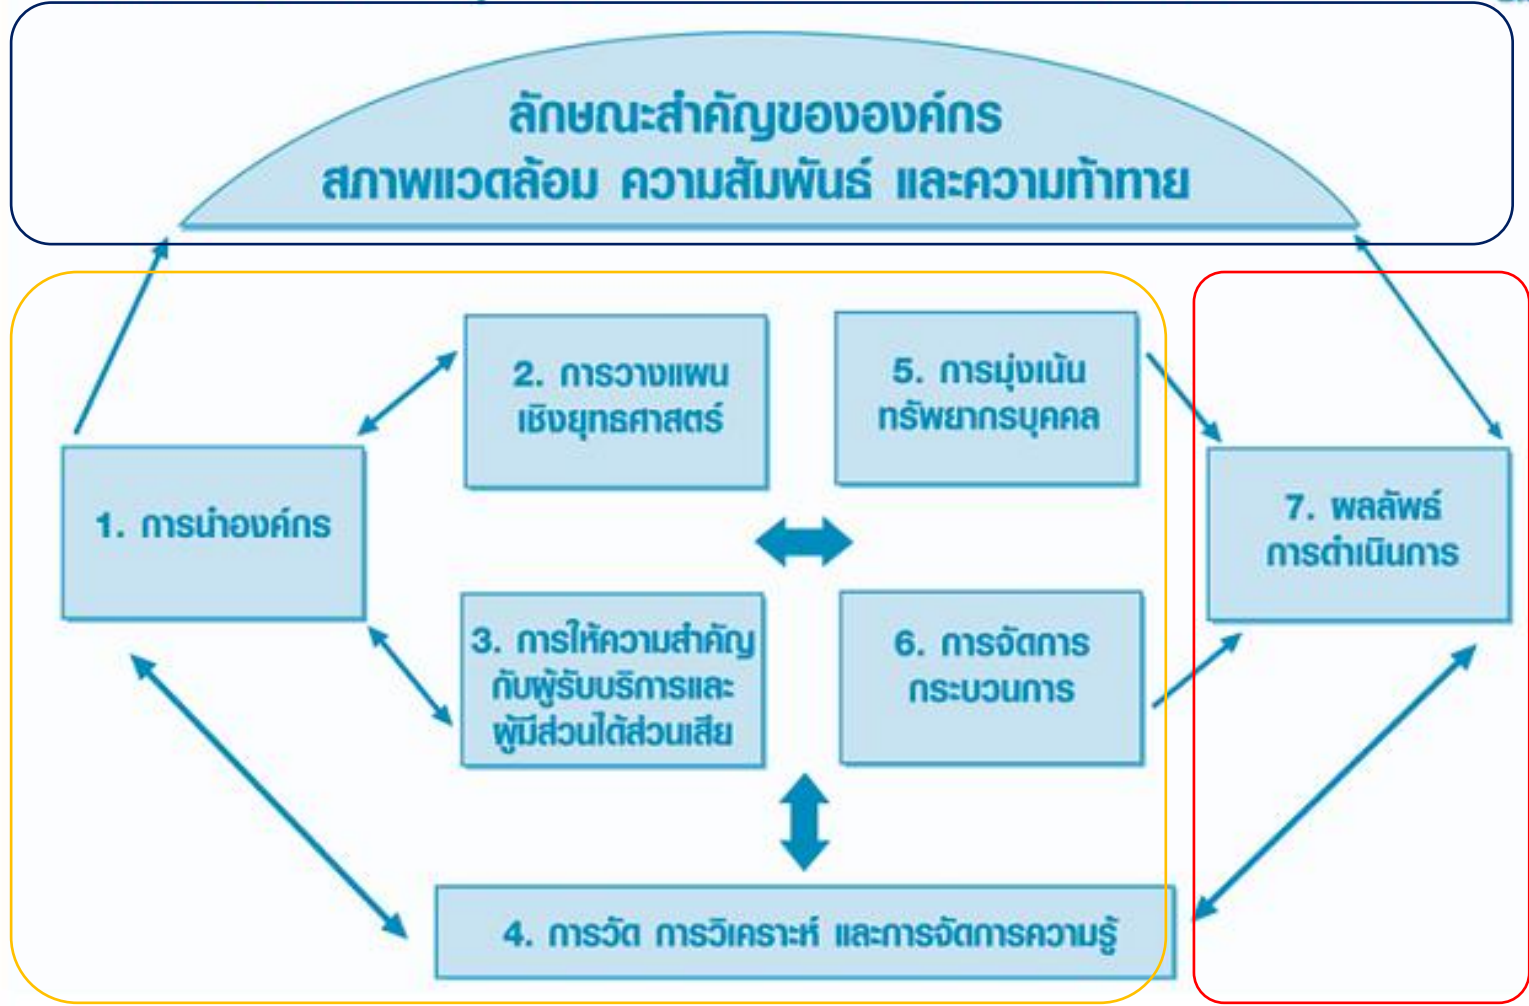 ลักษณะสำคัญขององค์กร
สภาพแวดล้อม ความสัมพันธ์ และความท้าทาย
1. การนำองค์กร
2. การวางแผน
เชิงยุทธศาสตร์
3. การให้ความสำคัญ
กับผู้รับบริการและ
ผู้มีส่วนได้ส่วนเสีย
4. การวัด การวิเคราะห์ และการจัดการความรู้
5. การมุ่งเน้น
ทรัพยากรบุคคล
6. การจัดการ
กระบวนการ
7. ผลลัพธ์
การดำเนินการ